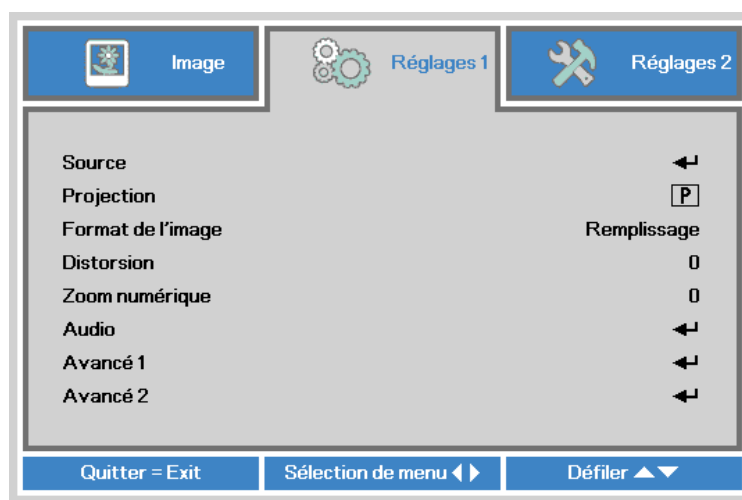 Image
Réglages 1
Réglages 2
Source
Projection P
Format de l'image Remplissage
Distorsion 0
Zoom numérique 0
Audio
Avancé 1
Avancé 2
Quitter = Exit
Sélection de menu
Défiler